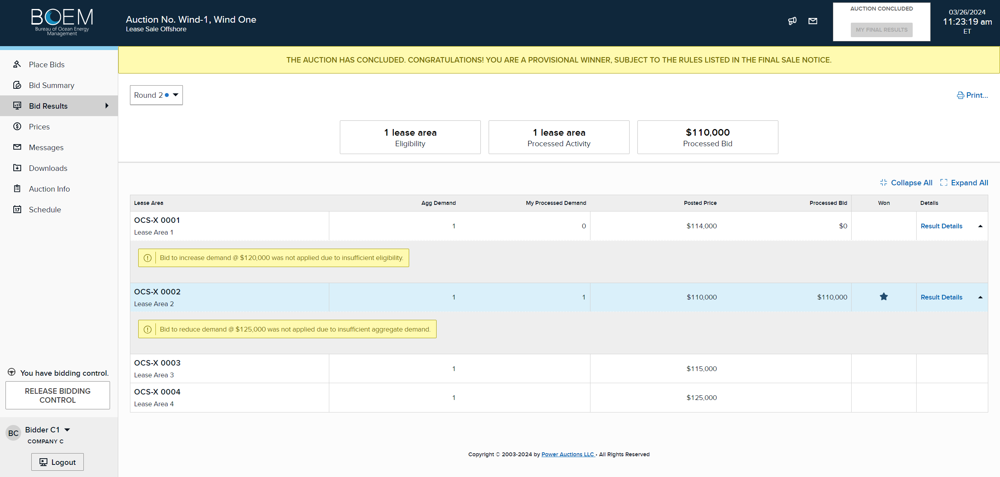 BOEM
Bureau of Ocean Energy
Management
Auction No. Wind-1, Wind One
Lease Sale Offshore
AUCTION CONCLUDED
MY FINAL RESULTS
03/26/2024
11:23:19 am
ET
Place Bids
Bid Summary
Bid Results
Prices
Messages
Downloads
Auction Info
17 Schedule
You have bidding control.
RELEASE BIDDING
CONTROL
BC Bidder C1
COMPANY C
Logout
THE AUCTION HAS CONCLUDED. CONGRATULATIONS! YOU ARE A PROVISIONAL WINNER, SUBJECT TO THE RULES LISTED IN THE FINAL SALE NOTICE.
Round 2
Print...
1 lease area
Eligibility
1 lease area
Processed Activity
$110,000
Processed Bid
Collapse All Expand All
Lease Area Agg Demand My Processed Demand Posted Price Processed Bid Won Details
OCS-X 0001
Lease Area 1
1 0 $114,000 $0 Result Details
Bid to increase demand @ $120,000 was not applied due to insufficient eligibility.
OCS-X 0002
Lease Area 2
1 1 $110,000 $110,000 Result Details
Bid to reduce demand @ $125,000 was not applied due to insufficient aggregate demand.
OCS-X 0003
Lease Area 3
1 $115,000
OCS-X 0004
Lease Area 4
1 $125,000
Copyright © 2003-2024 by Power Auctions LLC • All Rights Reserved